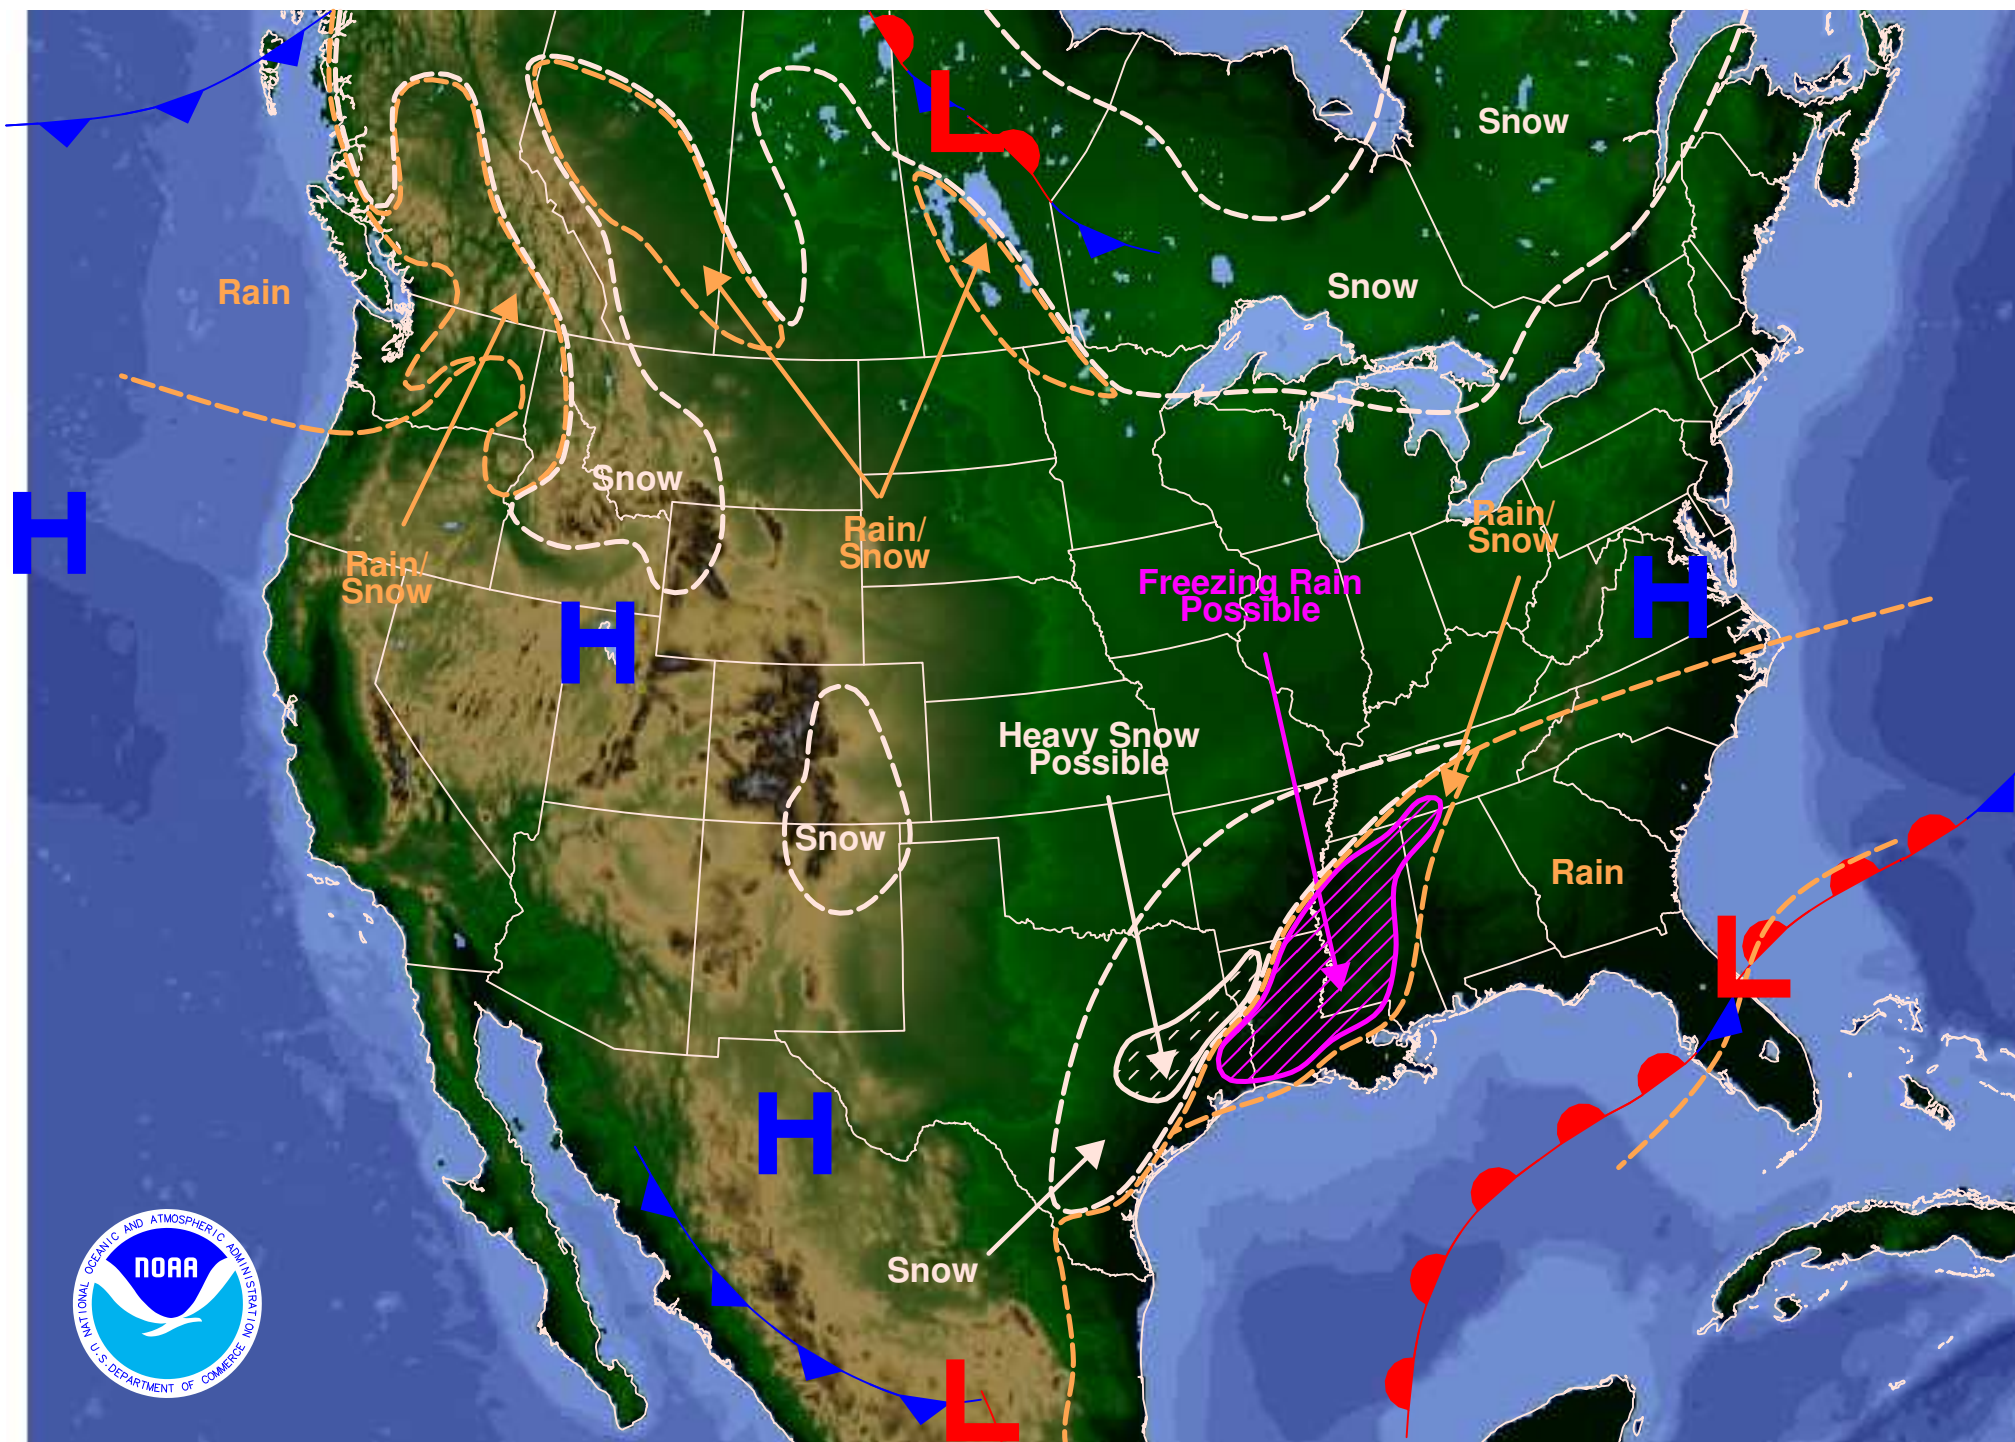 L
Snow
Rain
Snow
Snow
H
Rain/
Snow
Rain/
Snow
Rain/
Snow
Freezing Rain
Possible
H
H
Heavy Snow
Possible
Snow
Rain
L
H
Snow
L
NATIONAL OCEANIC AND ATMOSPHERIC ADMINISTRATION
NOAA
U.S. DEPARTMENT OF COMMERCE